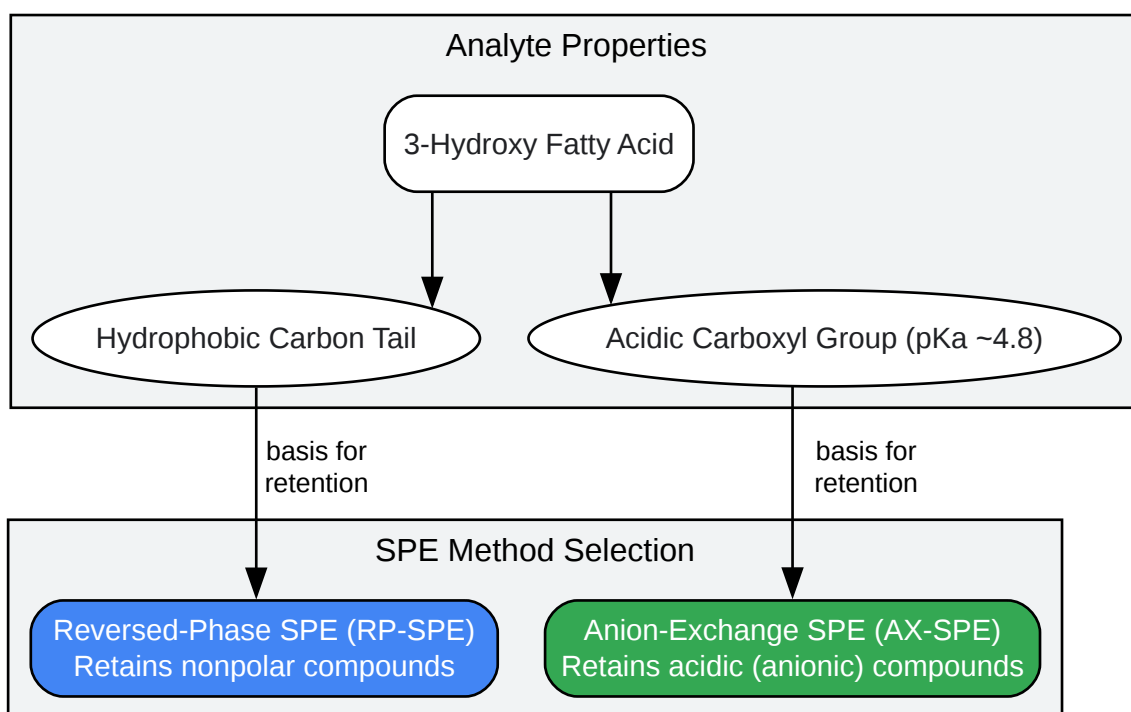 Analyte Properties
3-Hydroxy Fatty Acid
Hydrophobic Carbon Tail
Acidic Carboxyl Group (pKa ~4.8)
basis for
retention
basis for
retention
SPE Method Selection
Reversed-Phase SPE (RP-SPE)
Retains nonpolar compounds
Anion-Exchange SPE (AX-SPE)
Retains acidic (anionic) compounds